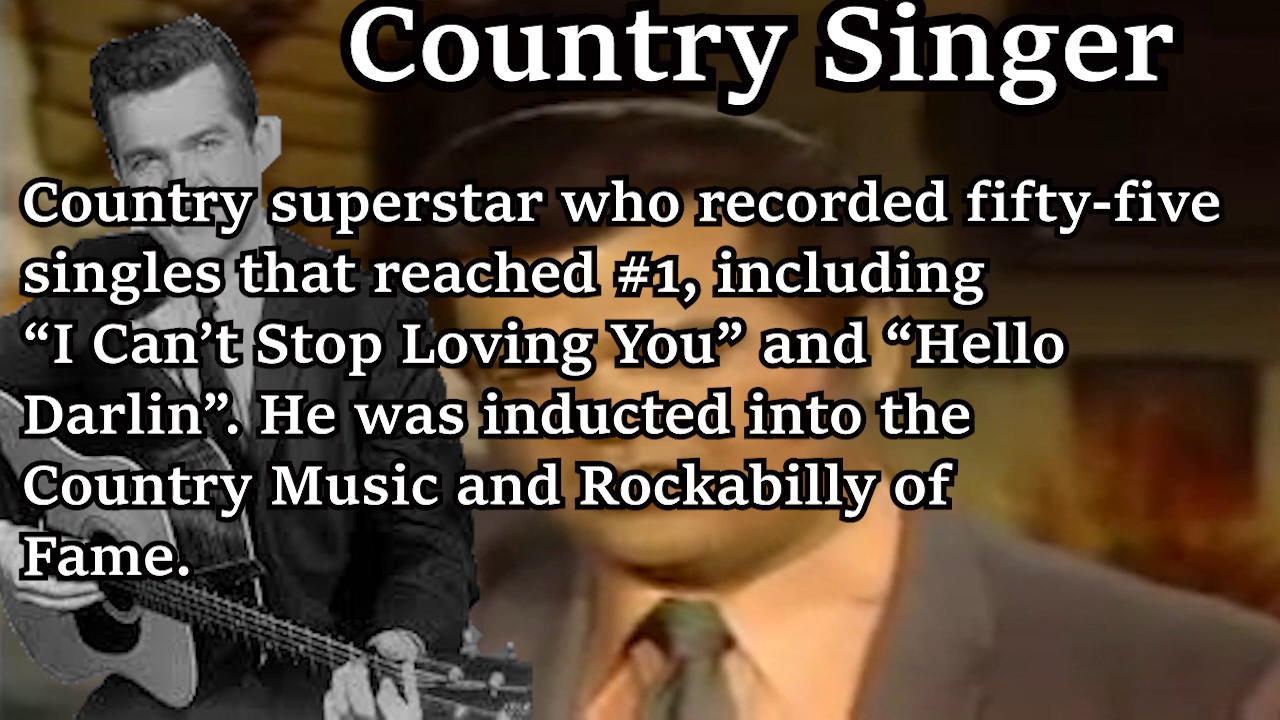 Country Singer
Country superstar who recorded fifty-five
singles that reached #1, including
“I Can’t Stop Loving You” and “Hello
Darlin”. He was inducted into the
Country Music and Rockabilly of
Fame.